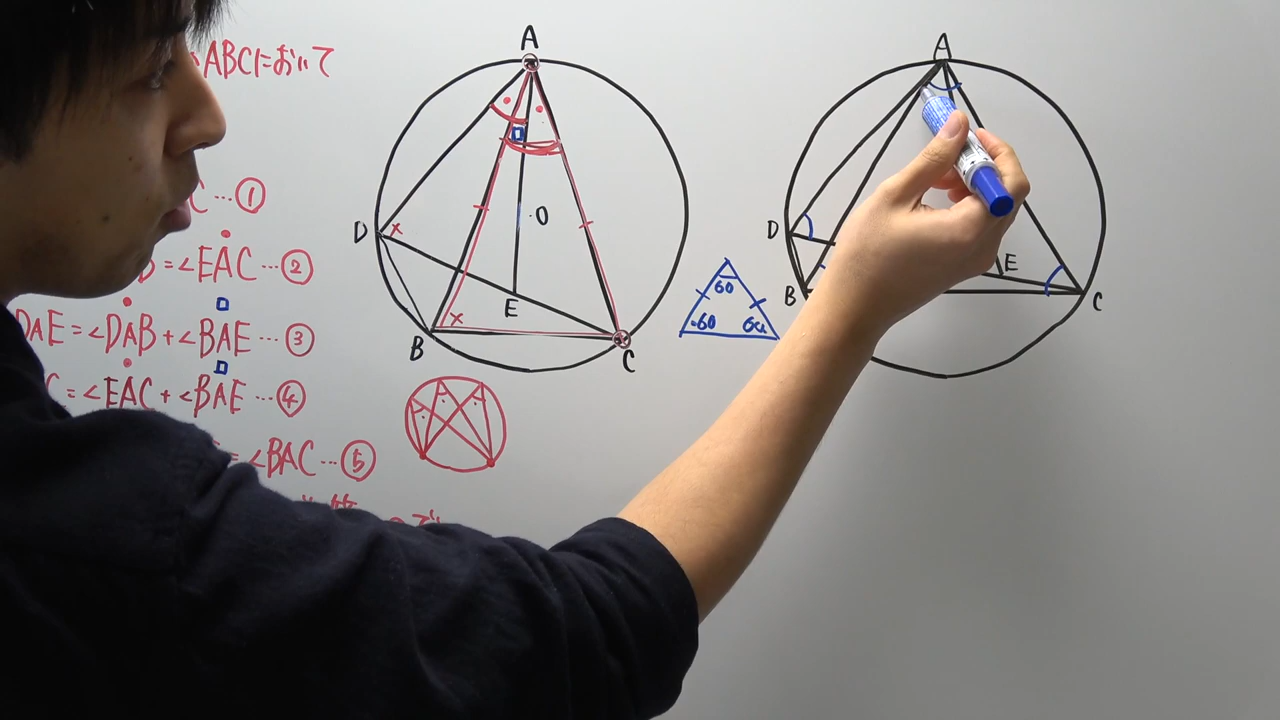 ABCにおいて
C…①
B=∠EAC…②
DAE=∠DAB+∠BAE…③
C=∠EAC+∠BAE…④
=∠BAC…⑤
A
D
×
O
E
B
×
C
A
D
E
B
C
60
60
60